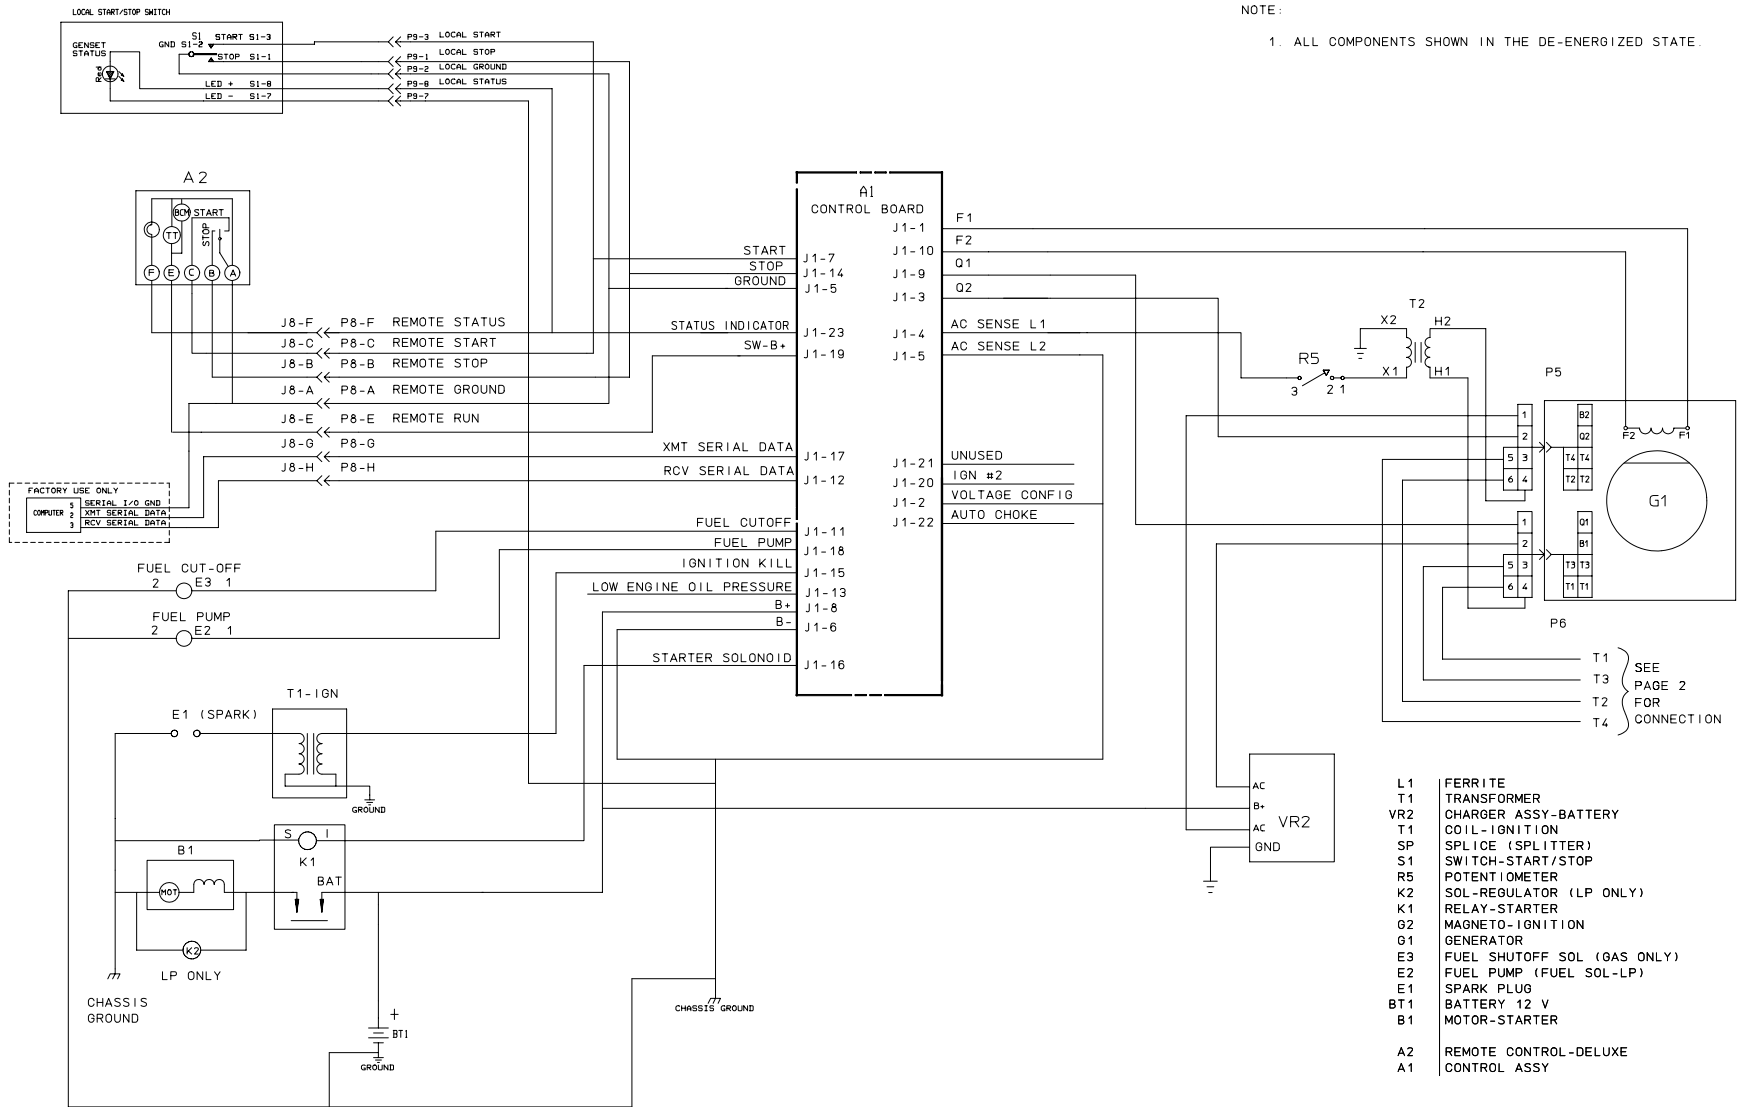 LOCAL START/STOP SWITCH
GENSET
STATUS
Red
S1
GND S1-2
START S1-3
STOP S1-1
LED + S1-8
LED - S1-7
P9-3 LOCAL START
P9-1 LOCAL STOP
P9-2 LOCAL GROUND
P9-8 LOCAL STATUS
P9-7
NOTE:
1. ALL COMPONENTS SHOWN IN THE DE-ENERGIZED STATE.
A2
BCM
START
TT
STOP
F E C B A
J8-F P8-F REMOTE STATUS
J8-C P8-C REMOTE START
J8-B P8-B REMOTE STOP
J8-A P8-A REMOTE GROUND
J8-E P8-E REMOTE RUN
J8-G P8-G
J8-H P8-H
FACTORY USE ONLY
COMPUTER
5 SERIAL I/O GND
2 XMT SERIAL DATA
3 RCV SERIAL DATA
FUEL CUT-OFF
2 E3 1
FUEL PUMP
2 E2 1
A1
CONTROL BOARD
START J1-7
STOP J1-14
GROUND J1-5
STATUS INDICATOR J1-23
SW-B+ J1-19
XMT SERIAL DATA J1-17
RCV SERIAL DATA J1-12
FUEL CUTOFF J1-11
FUEL PUMP J1-18
IGNITION KILL J1-15
LOW ENGINE OIL PRESSURE J1-13
B+ J1-8
B- J1-6
STARTER SOLONOID J1-16
J1-1 F1
J1-10 F2
J1-9 Q1
J1-3 Q2
J1-4 AC SENSE L1
J1-5 AC SENSE L2
J1-21 UNUSED
J1-20 IGN #2
J1-2 VOLTAGE CONFIG
J1-22 AUTO CHOKE
T2
X2 H2
X1 H1
R5
3 2 1
P5
1 B2
2 Q2
5 3 T4 T4
6 4 T2 T2
1 Q1
2 B1
5 3 T3 T3
6 4 T1 T1
P6
F2 F1
G1
T1
T3
T2
T4
SEE
PAGE 2
FOR
CONNECTION
T1-IGN
E1 (SPARK)
GROUND
S I
K1
BAT
B1
MOT
K2
LP ONLY
CHASSIS
GROUND
+
BT1
GROUND
CHASSIS GROUND
AC
B+
AC
GND
VR2
L1 FERRITE
T1 TRANSFORMER
VR2 CHARGER ASSY-BATTERY
T1 COIL-IGNITION
SP SPLICE (SPLITTER)
S1 SWITCH-START/STOP
R5 POTENTIOMETER
K2 SOL-REGULATOR (LP ONLY)
K1 RELAY-STARTER
G2 MAGNETO-IGNITION
G1 GENERATOR
E3 FUEL SHUTOFF SOL (GAS ONLY)
E2 FUEL PUMP (FUEL SOL-LP)
E1 SPARK PLUG
BT1 BATTERY 12 V
B1 MOTOR-STARTER
A2 REMOTE CONTROL-DELUXE
A1 CONTROL ASSY